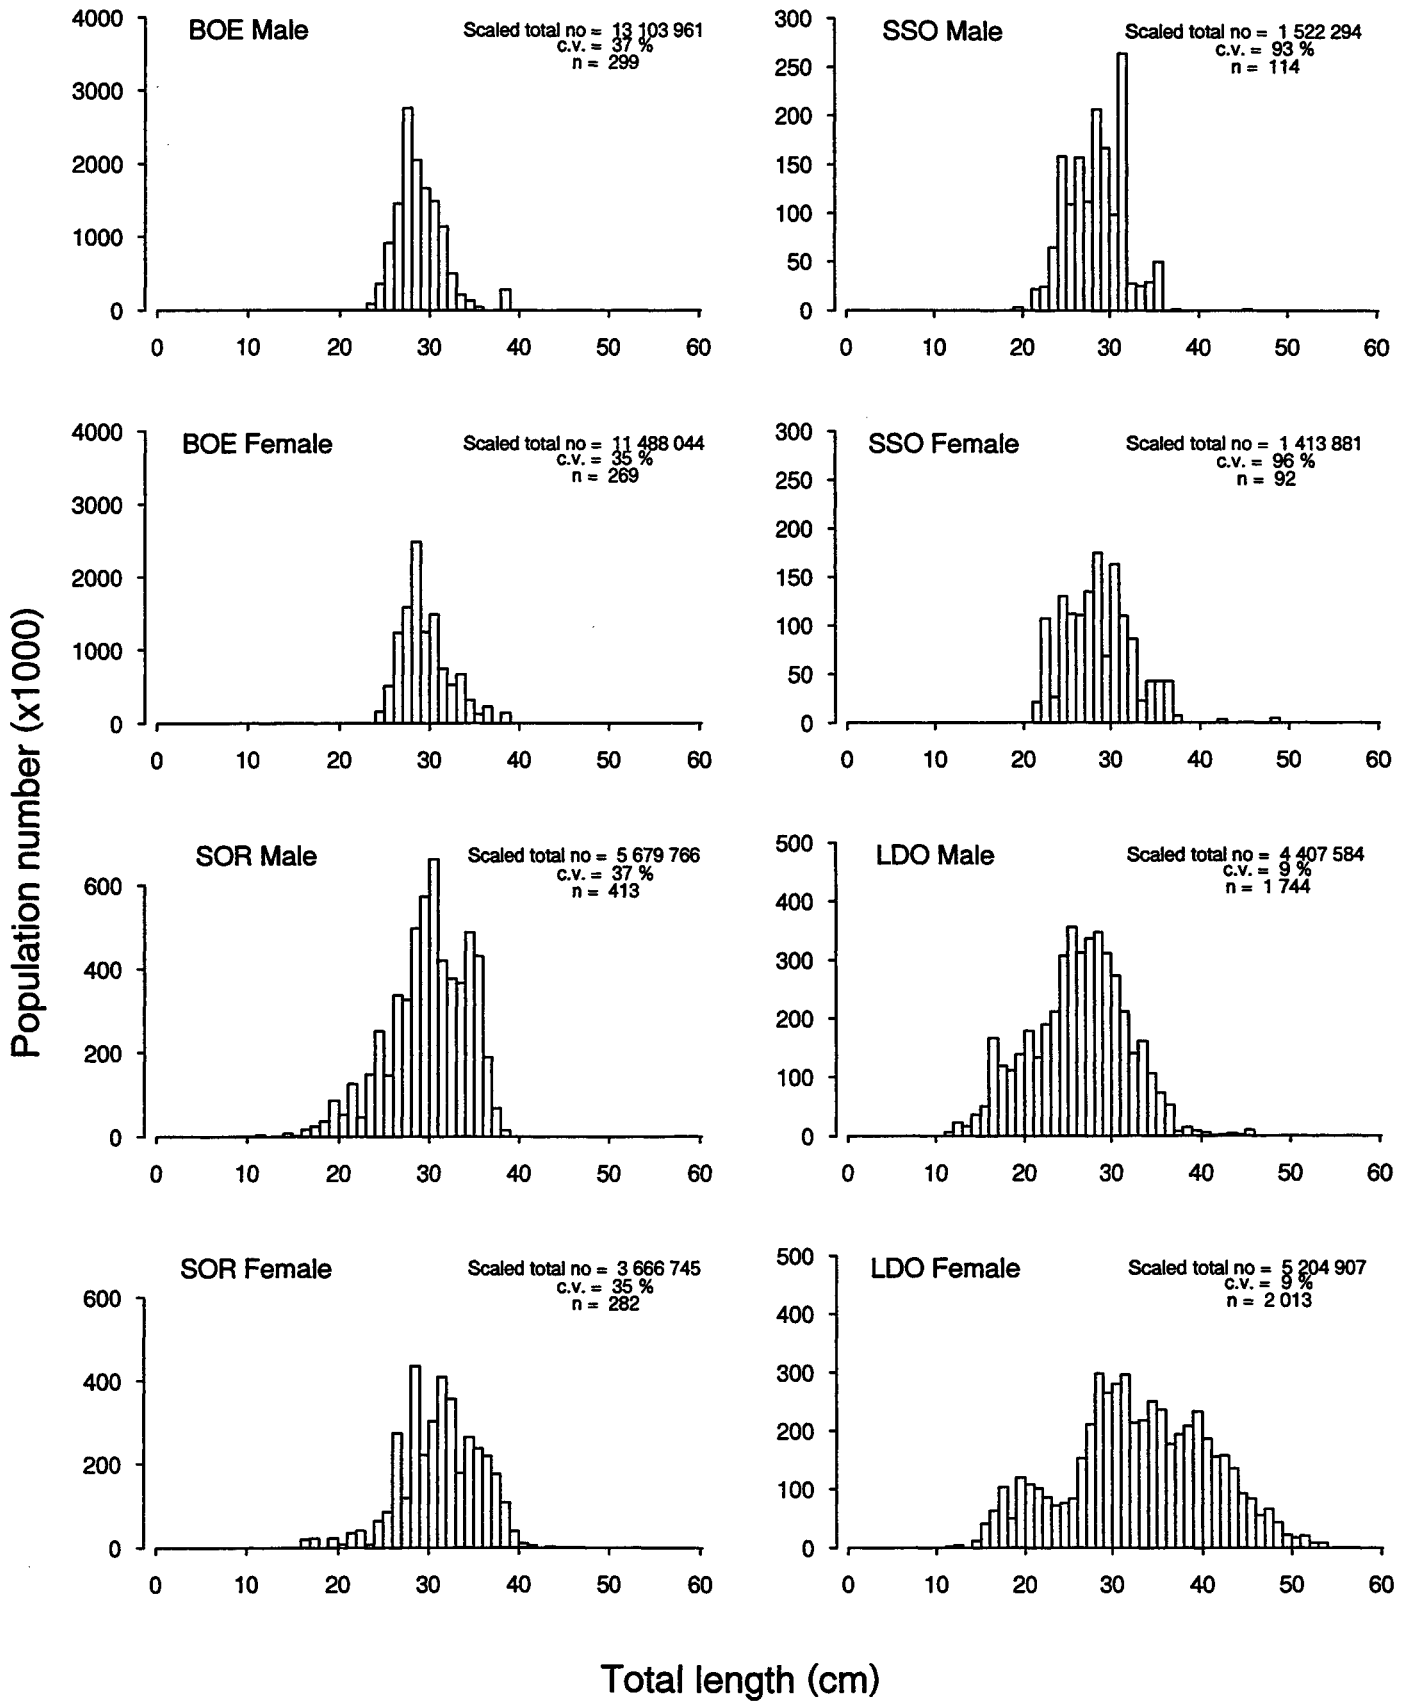 BOE Male
Scaled total no = 13 103 961
c.v. = 37 %
n = 299
4000
3000
2000
1000
0
0 10 20 30 40 50 60
SSO Male
Scaled total no = 1 522 294
c.v. = 93 %
n = 114
300
250
200
150
100
50
0
0 10 20 30 40 50 60
BOE Female
Scaled total no = 11 488 044
c.v. = 35 %
n = 269
4000
3000
2000
1000
0
0 10 20 30 40 50 60
SSO Female
Scaled total no = 1 413 881
c.v. = 96 %
n = 92
300
250
200
150
100
50
0
0 10 20 30 40 50 60
Population number (x1000)
SOR Male
Scaled total no = 5 679 766
c.v. = 37 %
n = 413
600
400
200
0
0 10 20 30 40 50 60
LDO Male
Scaled total no = 4 407 584
c.v. = 9 %
n = 1 744
500
400
300
200
100
0
0 10 20 30 40 50 60
SOR Female
Scaled total no = 3 666 745
c.v. = 35 %
n = 282
600
400
200
0
0 10 20 30 40 50 60
LDO Female
Scaled total no = 5 204 907
c.v. = 9 %
n = 2 013
500
400
300
200
100
0
0 10 20 30 40 50 60
Total length (cm)